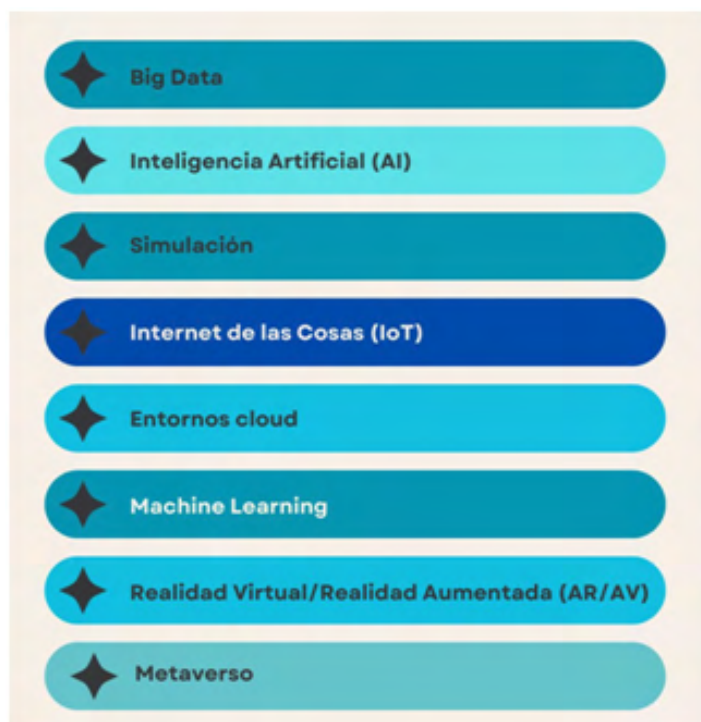 Big Data
Inteligencia Artificial (AI)
Simulación
Internet de las Cosas (IoT)
Entornos cloud
Machine Learning
Realidad Virtual/Realidad Aumentada (AR/AV)
Metaverso